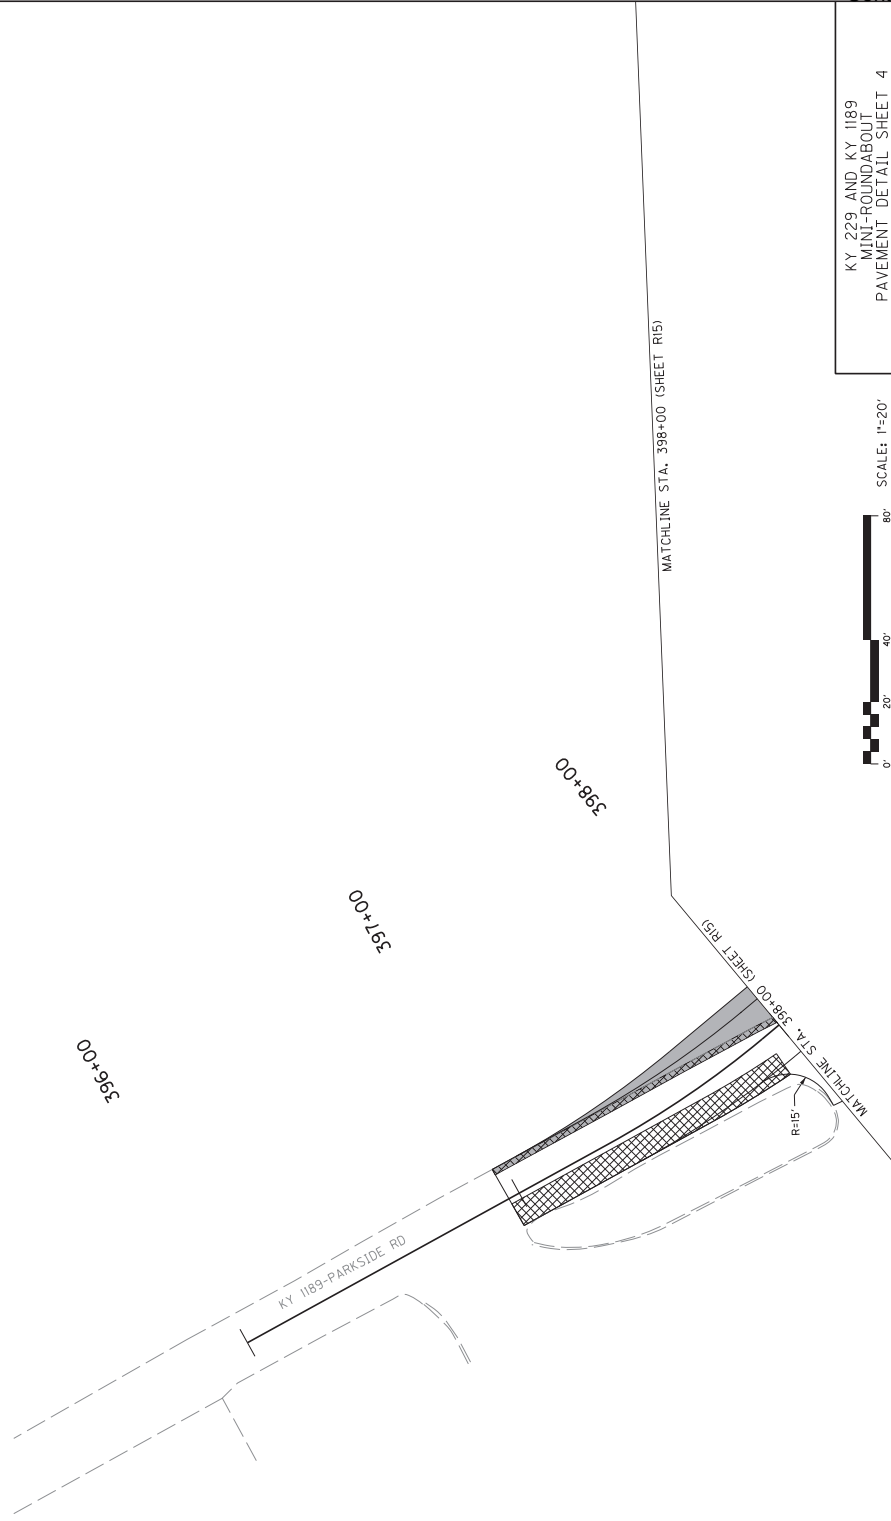 KY 229 AND KY 1189
MINI-ROUNDABOUT
PAVEMENT DETAIL SHEET 4
SCALE: 1"=20'
0' 20' 40' 80'
MATCHLINE STA. 398+00 (SHEET R15)
396+00
397+00
398+00
MATCHLINE STA. 398+00 (SHEET R15)
R=15'
KY 1189-PARKSIDE RD